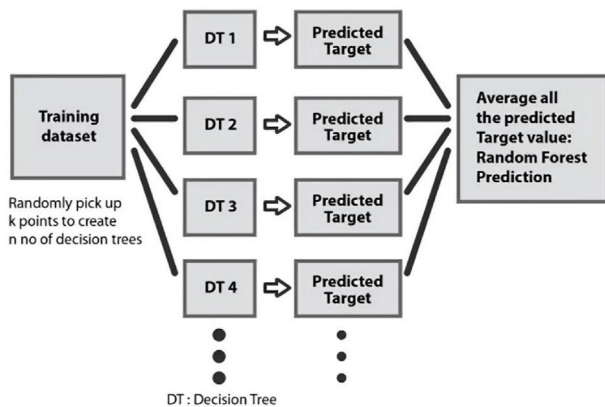 Training
dataset
Randomly pick up
k points to create
n no of decision trees
DT 1
Predicted
Target
DT 2
Predicted
Target
DT 3
Predicted
Target
DT 4
Predicted
Target
Average all
the predicted
Target value:
Random Forest
Prediction
DT : Decision Tree